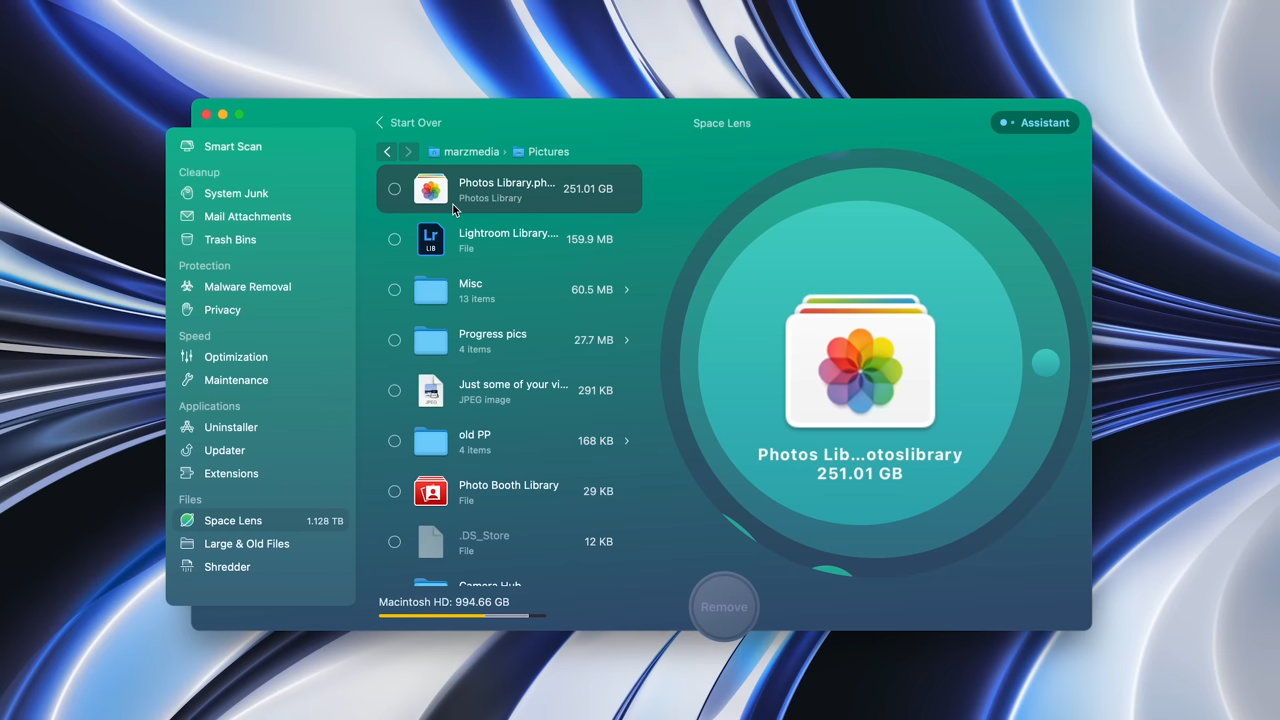 Start Over
Space Lens
Assistant
Smart Scan
Cleanup
System Junk
Mail Attachments
Trash Bins
Protection
Malware Removal
Privacy
Speed
Optimization
Maintenance
Applications
Uninstaller
Updater
Extensions
Files
Space Lens 1.128 TB
Large & Old Files
Shredder
marzmedia › Pictures
Photos Library.ph... 251.01 GB
Photos Library
Lr
LIB
Lightroom Library.... 159.9 MB
File
Misc 60.5 MB
13 items
Progress pics 27.7 MB
4 items
JPEG
Just some of your vi... 291 KB
JPEG image
old PP 168 KB
4 items
Photo Booth Library 29 KB
File
.DS_Store 12 KB
File
Camera Hub
Macintosh HD: 994.66 GB
Photos Lib...otoslibrary
251.01 GB
Remove